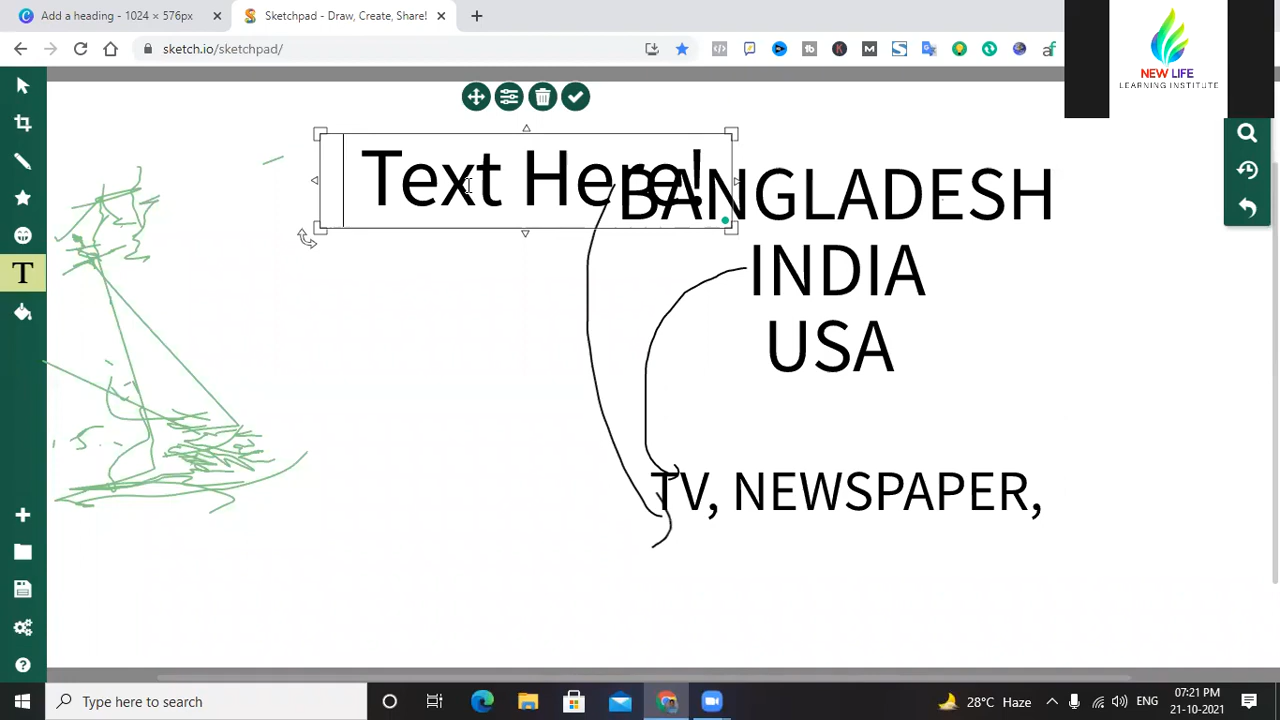 Add a heading - 1024 × 576px
Sketchpad - Draw, Create, Share!
sketch.io/sketchpad/
NEW LIFE
LEARNING INSTITUTE
Text Here!
BANGLADESH
INDIA
USA
TV, NEWSPAPER,
T
Type here to search
28°C Haze
ENG
07:21 PM
21-10-2021